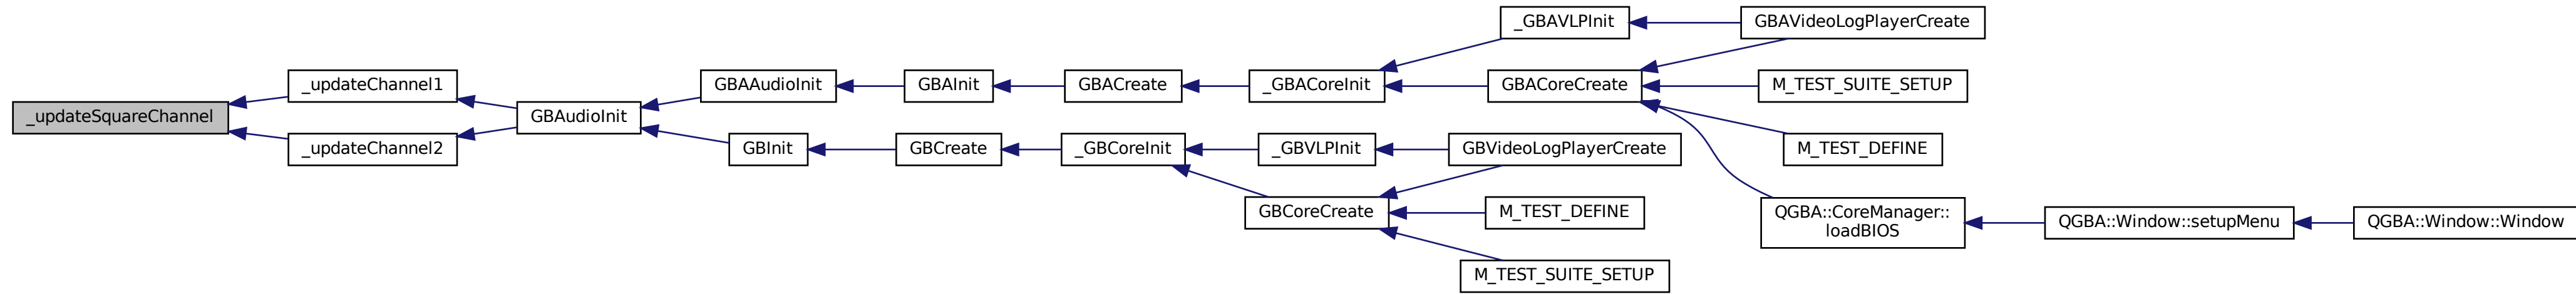 _updateSquareChannel
_updateChannel1
_updateChannel2
GBAudioInit
GBAAudioInit
GBAInit
GBACreate
_GBACoreInit
_GBAVLPInit
GBAVideoLogPlayerCreate
GBACoreCreate
M_TEST_SUITE_SETUP
M_TEST_DEFINE
QGBA::CoreManager::
loadBIOS
QGBA::Window::setupMenu
QGBA::Window::Window
GBInit
GBCreate
_GBCoreInit
_GBVLPInit
GBVideoLogPlayerCreate
GBCoreCreate
M_TEST_DEFINE
M_TEST_SUITE_SETUP